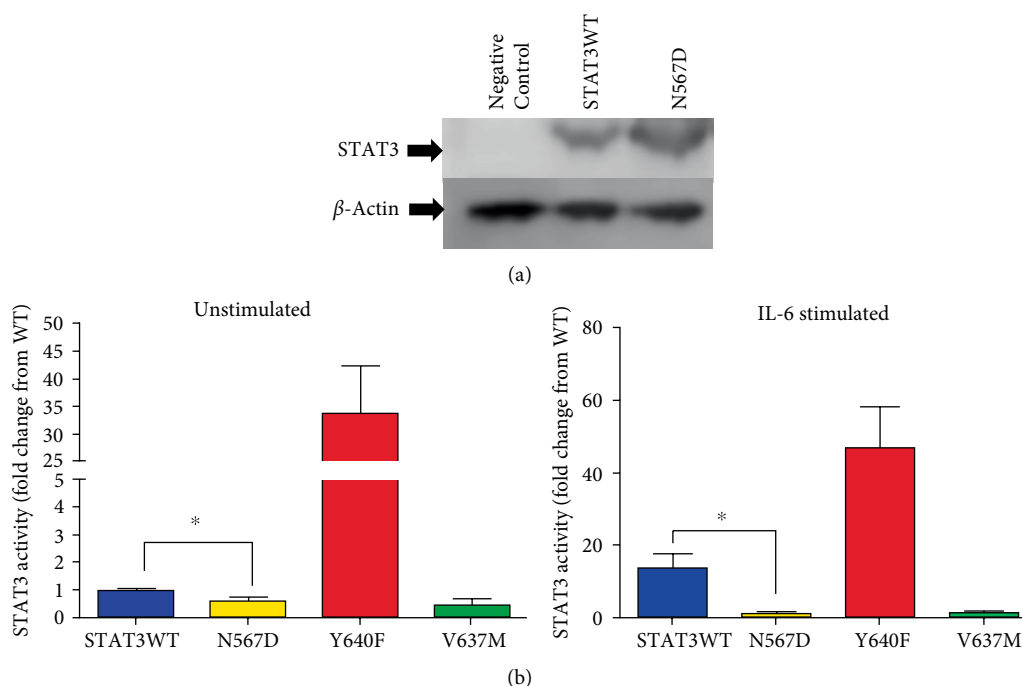 Negative
Control
STAT3WT
N567D
STAT3
β-Actin
(a)
Unstimulated
STAT3 activity (fold change from WT)
50
45
40
35
30
25
5
4
3
2
1
0
*
STAT3WT N567D Y640F V637M
IL-6 stimulated
STAT3 activity (fold change from WT)
80
60
40
20
0
*
STAT3WT N567D Y640F V637M
(b)